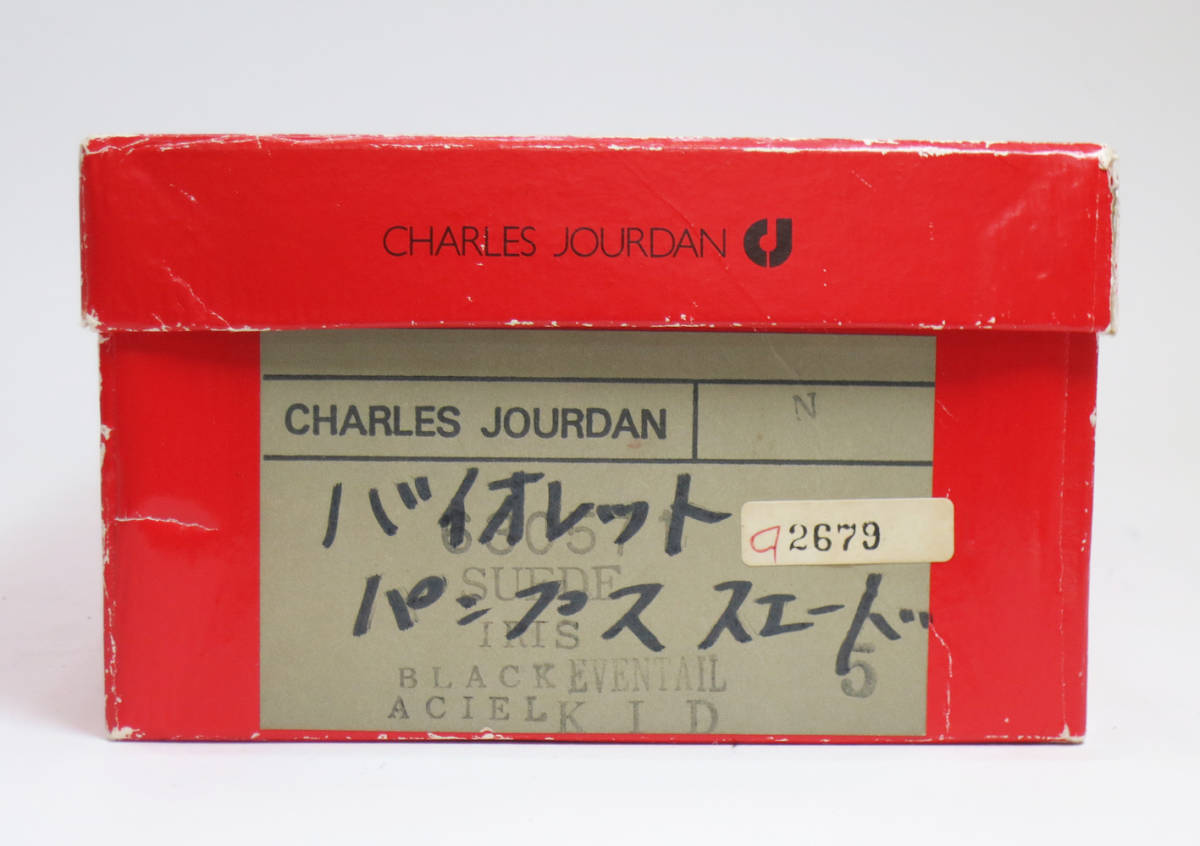 CHARLES JOURDAN
CHARLES JOURDAN N
バイオレット
92679
SUEDE
パンプス スエード
IRIS
5
BLACK EVENTAIL
ACIEL KID